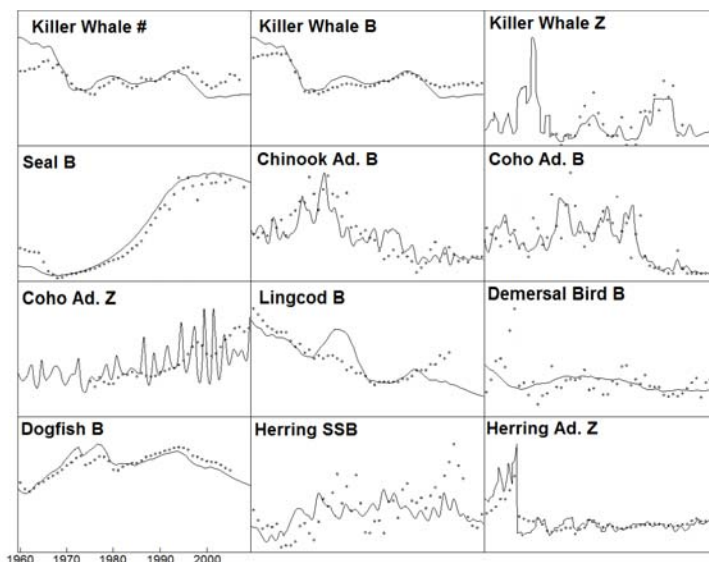 Killer Whale #
Killer Whale B
Killer Whale Z
Seal B
Chinook Ad. B
Coho Ad. B
Coho Ad. Z
Lingcod B
Demersal Bird B
Dogfish B
Herring SSB
Herring Ad. Z
1960 1970 1980 1990 2000